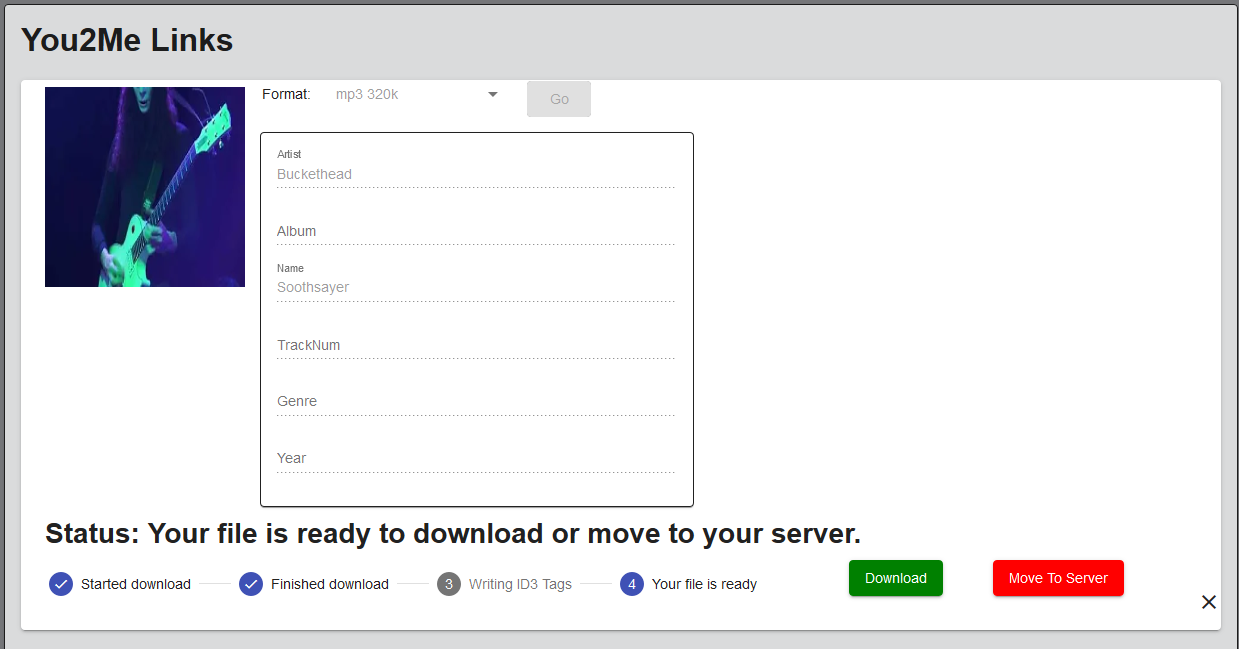 You2Me Links
Format: mp3 320k Go
Artist
Buckethead
Album
Name
Soothsayer
TrackNum
Genre
Year
Status: Your file is ready to download or move to your server.
Started download Finished download 3 Writing ID3 Tags 4 Your file is ready Download Move To Server